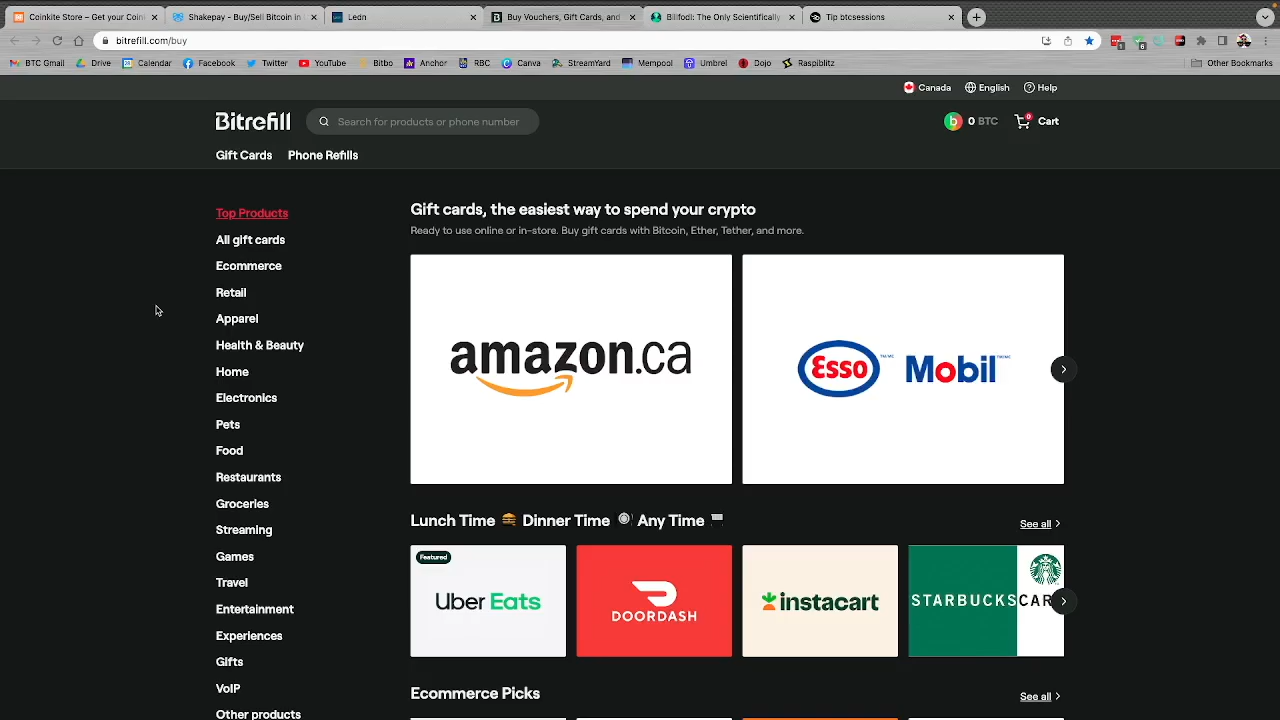 Coinkite Store – Get your Coin
Shakepay - Buy/Sell Bitcoin in
Ledn
Buy Vouchers, Gift Cards, and
Billfodl: The Only Scientifically
Tip btcsessions
bitrefill.com/buy
BTC Gmail
Drive
Calendar
Facebook
Twitter
YouTube
Bitbo
Anchor
RBC
Canva
StreamYard
Mempool
Umbrel
Dojo
Raspiblitz
Other Bookmarks
Canada
English
Help
Bitrefill
Search for products or phone number
0 BTC
0
Cart
Gift Cards
Phone Refills
Top Products
All gift cards
Ecommerce
Retail
Apparel
Health & Beauty
Home
Electronics
Pets
Food
Restaurants
Groceries
Streaming
Games
Travel
Entertainment
Experiences
Gifts
VoIP
Other products
Gift cards, the easiest way to spend your crypto
Ready to use online or in-store. Buy gift cards with Bitcoin, Ether, Tether, and more.
amazon.ca
Esso Mobil
Lunch Time Dinner Time Any Time
See all
Featured
Uber Eats
DOORDASH
instacart
STARBUCKS CAR
Ecommerce Picks
See all